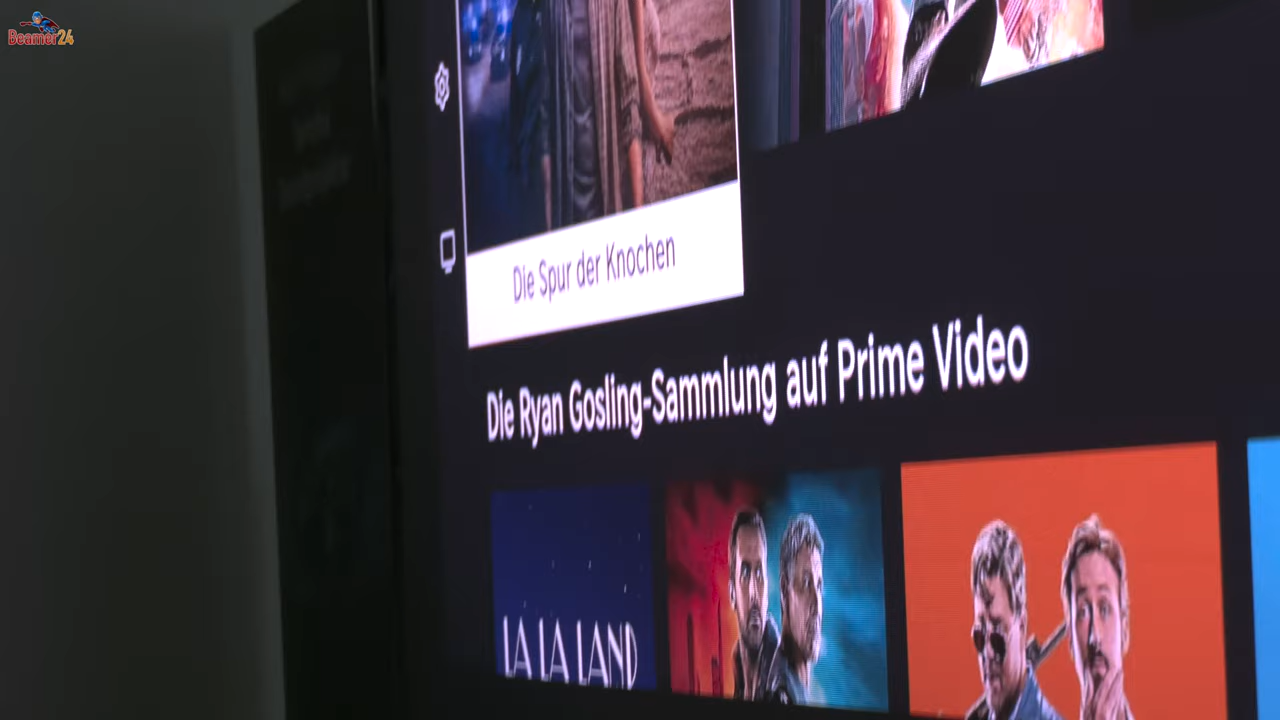 Beamer24
Die Spur der Knochen
Die Ryan Gosling-Sammlung auf Prime Video
LA LA LAND